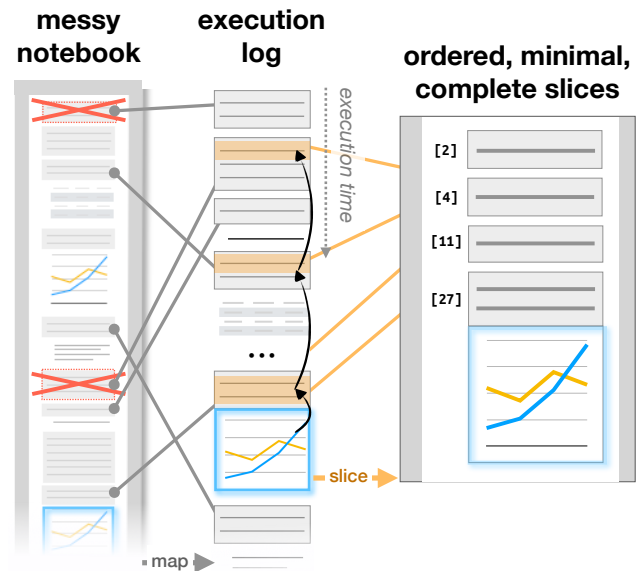 messy
notebook
execution
log
ordered, minimal,
complete slices
execution time
[2]
[4]
[11]
[27]
...
slice
map